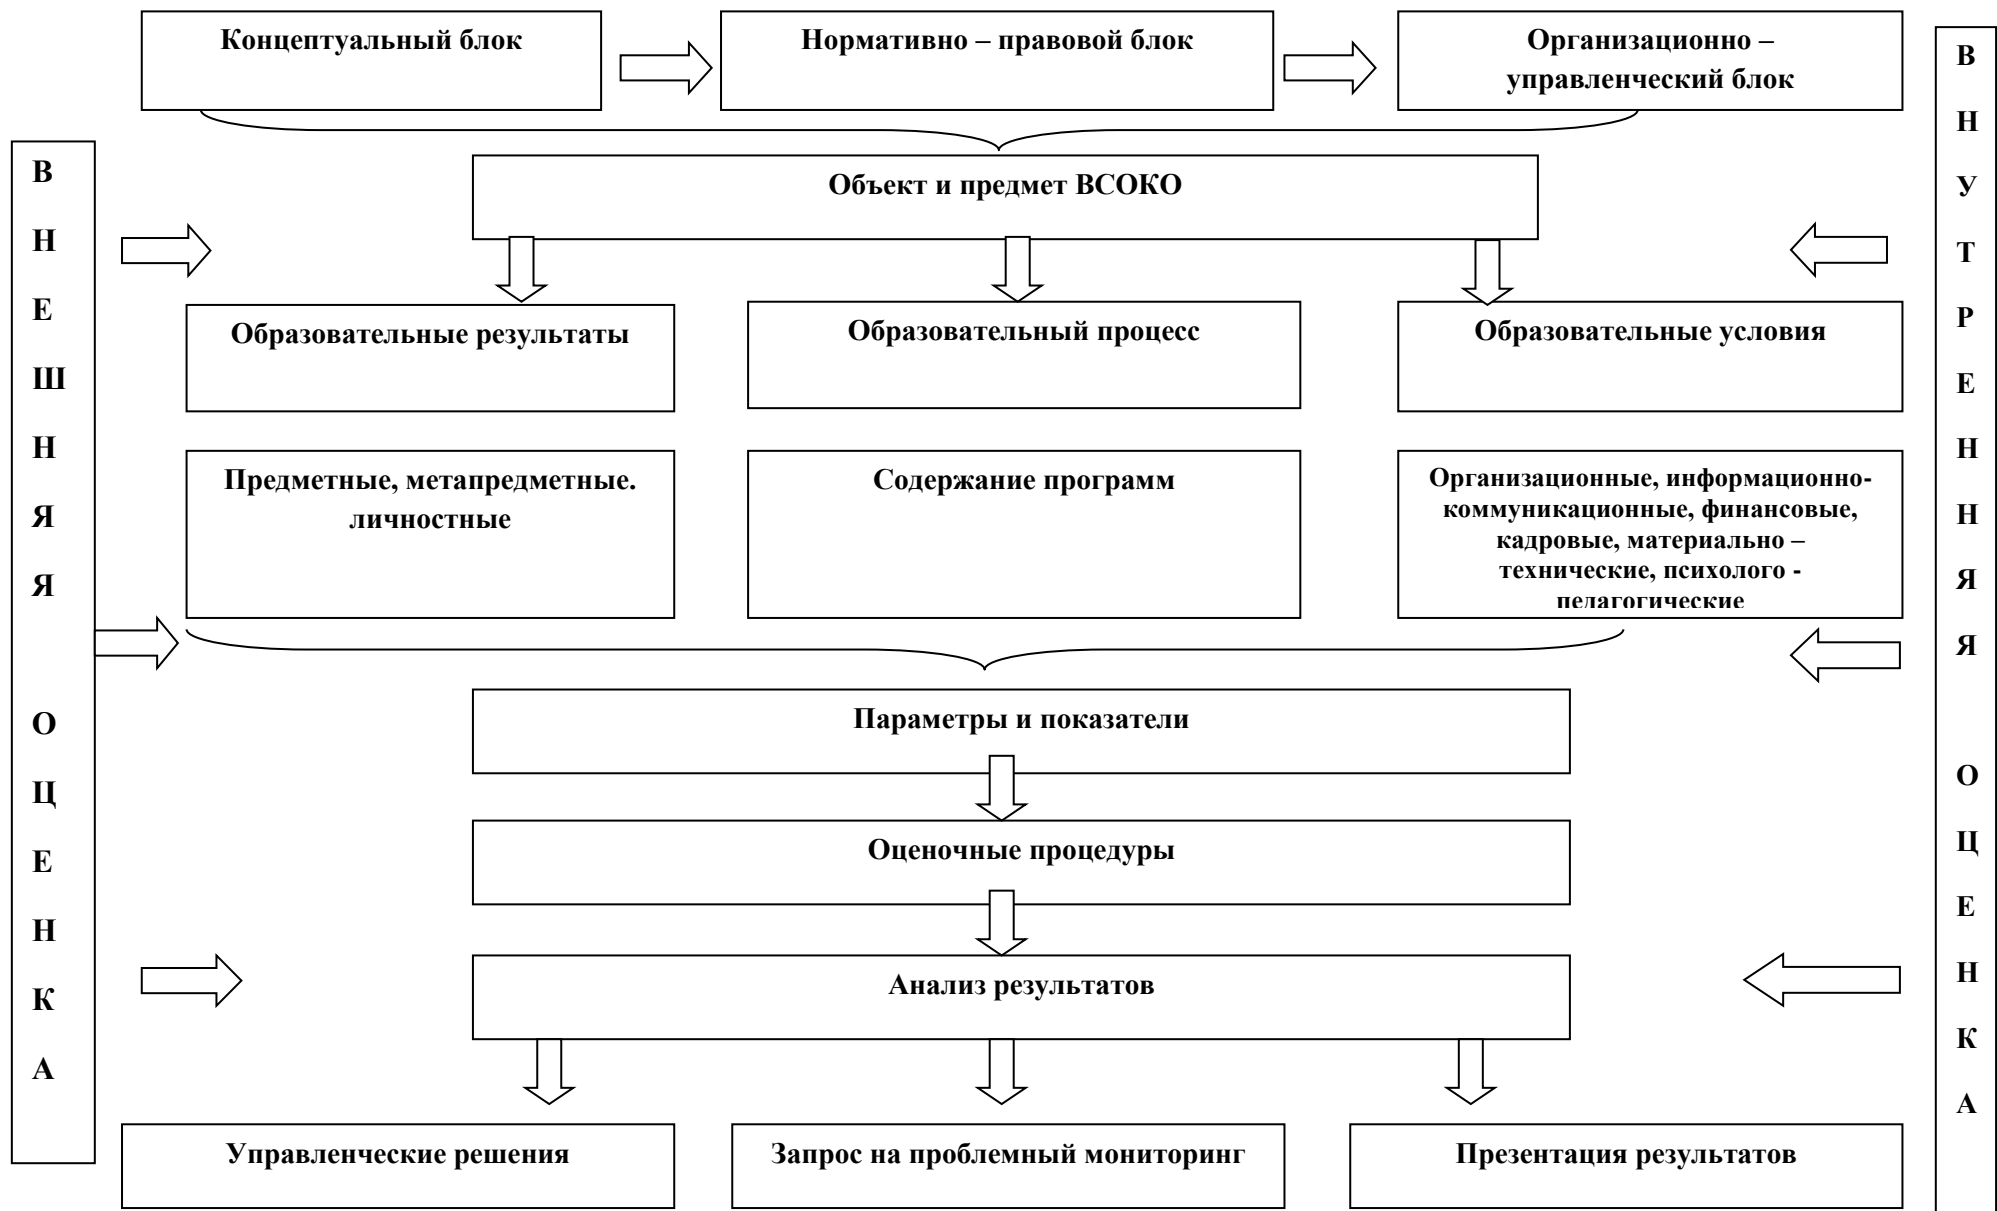 Концептуальный блок
Нормативно – правовой блок
Организационно –
управленческий блок
Объект и предмет ВСОКО
Образовательные результаты
Образовательный процесс
Образовательные условия
Предметные, метапредметные.
личностные
Содержание программ
Организационные, информационно-
коммуникационные, финансовые,
кадровые, материально –
технические, психолого -
педагогические
Параметры и показатели
Оценочные процедуры
Анализ результатов
Управленческие решения
Запрос на проблемный мониторинг
Презентация результатов
В
Н
Е
Ш
Н
Я
Я
О
Ц
Е
Н
К
А
В
Н
У
Т
Р
Е
Н
Н
Я
Я
О
Ц
Е
Н
К
А